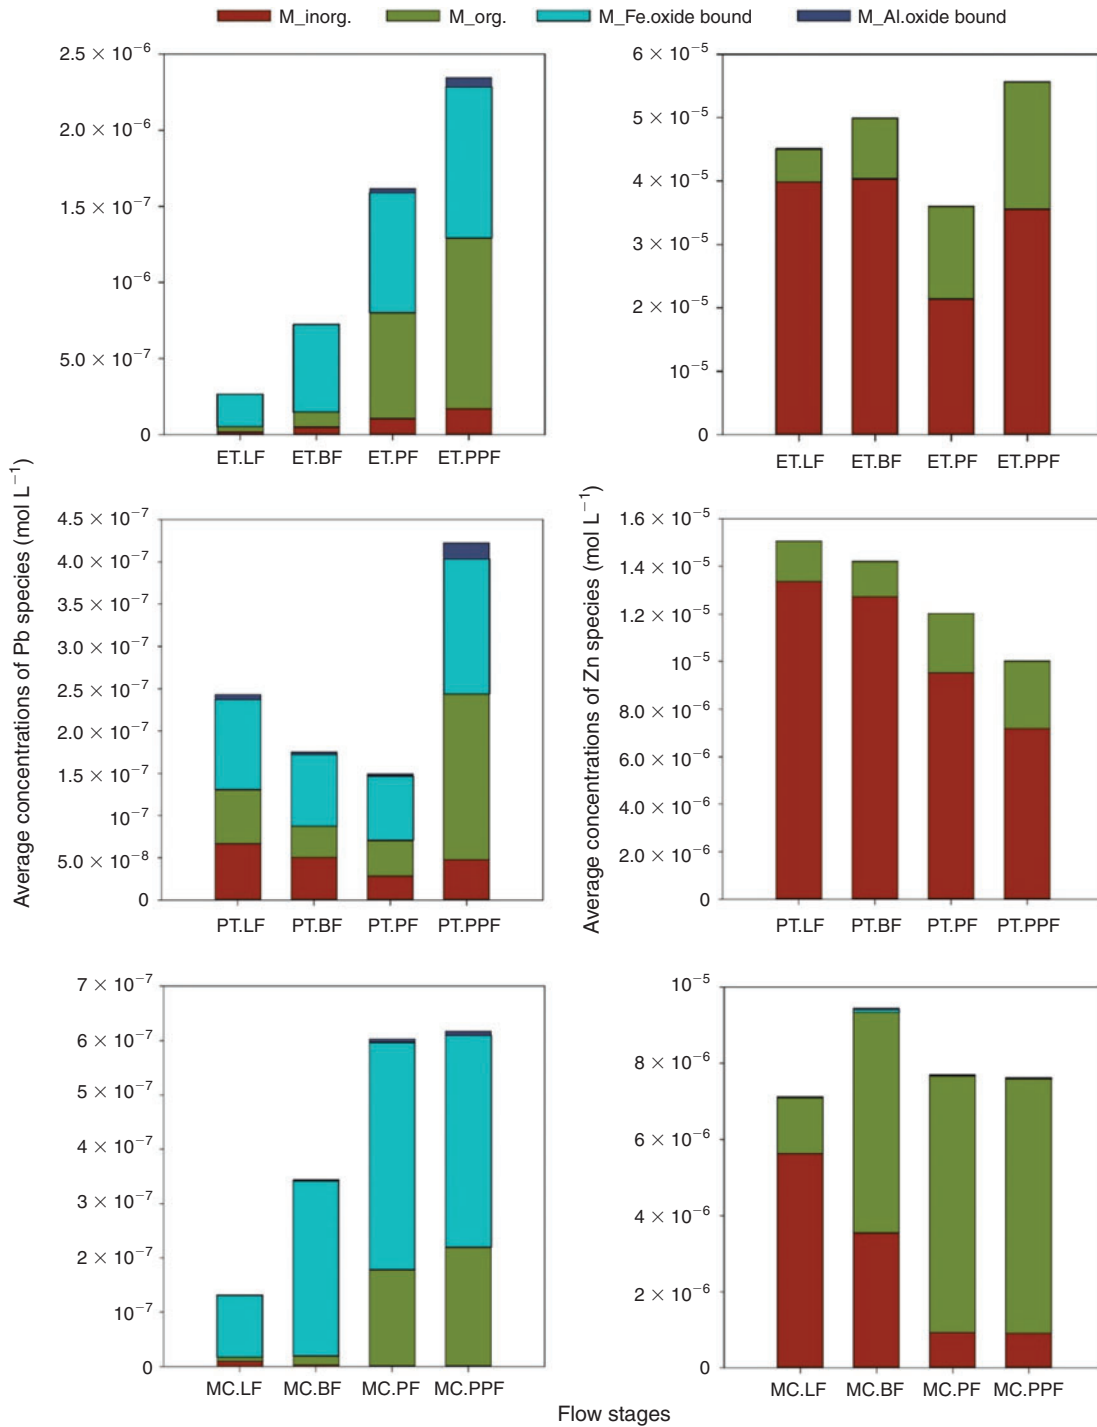 M_inorg. M_org. M_Fe.oxide bound M_Al.oxide bound
2.5 × 10⁻⁶
2.0 × 10⁻⁶
1.5 × 10⁻⁷
10⁻⁶
5.0 × 10⁻⁷
0
ET.LF ET.BF ET.PF ET.PPF
6 × 10⁻⁵
5 × 10⁻⁵
4 × 10⁻⁵
3 × 10⁻⁵
2 × 10⁻⁵
10⁻⁵
0
ET.LF ET.BF ET.PF ET.PPF
Average concentrations of Pb species (mol L⁻¹)
4.5 × 10⁻⁷
4.0 × 10⁻⁷
3.5 × 10⁻⁷
3.0 × 10⁻⁷
2.5 × 10⁻⁷
2.0 × 10⁻⁷
1.5 × 10⁻⁷
10⁻⁷
5.0 × 10⁻⁸
0
PT.LF PT.BF PT.PF PT.PPF
Average concentrations of Zn species (mol L⁻¹)
1.6 × 10⁻⁵
1.4 × 10⁻⁵
1.2 × 10⁻⁵
10⁻⁵
8.0 × 10⁻⁶
6.0 × 10⁻⁶
4.0 × 10⁻⁶
2.0 × 10⁻⁶
0
PT.LF PT.BF PT.PF PT.PPF
7 × 10⁻⁷
6 × 10⁻⁷
5 × 10⁻⁷
4 × 10⁻⁷
3 × 10⁻⁷
2 × 10⁻⁷
10⁻⁷
0
MC.LF MC.BF MC.PF MC.PPF
10⁻⁵
8 × 10⁻⁶
6 × 10⁻⁶
4 × 10⁻⁶
2 × 10⁻⁶
0
MC.LF MC.BF MC.PF MC.PPF
Flow stages